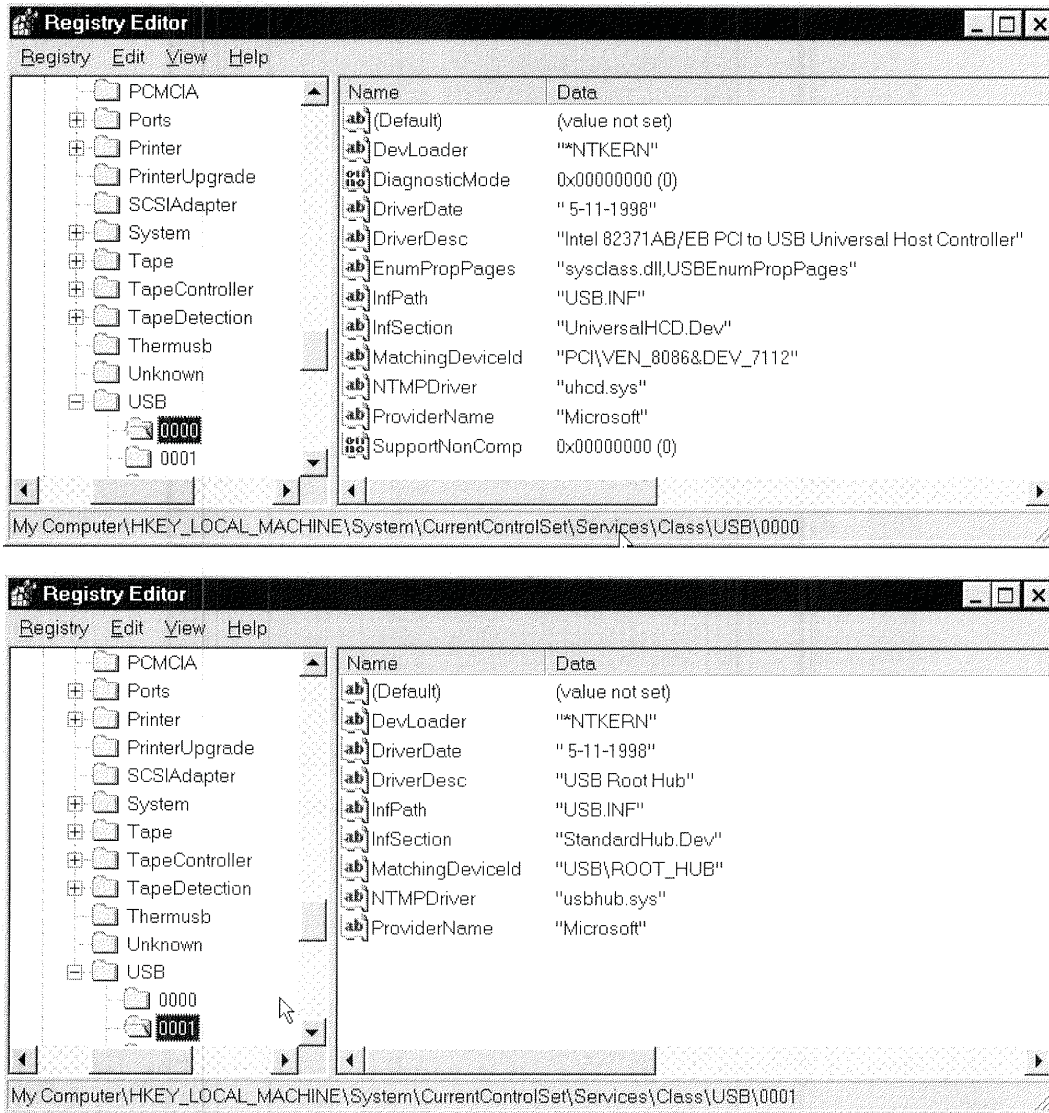 Registry Editor
Registry Edit View Help
PCMCIA
Ports
Printer
PrinterUpgrade
SCSIAdapter
System
Tape
TapeController
TapeDetection
Thermusb
Unknown
USB
0000
0001
Name Data
(Default) (value not set)
DevLoader "*NTKERN"
DiagnosticMode 0x00000000 (0)
DriverDate " 5-11-1998"
DriverDesc "Intel 82371AB/EB PCI to USB Universal Host Controller"
EnumPropPages "sysclass.dll,USBEnumPropPages"
InfPath "USB.INF"
InfSection "UniversalHCD.Dev"
MatchingDeviceId "PCI\VEN_8086&DEV_7112"
NTMPDriver "uhcd.sys"
ProviderName "Microsoft"
SupportNonComp 0x00000000 (0)
My Computer\HKEY_LOCAL_MACHINE\System\CurrentControlSet\Services\Class\USB\0000
Registry Editor
Registry Edit View Help
PCMCIA
Ports
Printer
PrinterUpgrade
SCSIAdapter
System
Tape
TapeController
TapeDetection
Thermusb
Unknown
USB
0000
0001
Name Data
(Default) (value not set)
DevLoader "*NTKERN"
DriverDate " 5-11-1998"
DriverDesc "USB Root Hub"
InfPath "USB.INF"
InfSection "StandardHub.Dev"
MatchingDeviceId "USB\ROOT_HUB"
NTMPDriver "usbhub.sys"
ProviderName "Microsoft"
My Computer\HKEY_LOCAL_MACHINE\System\CurrentControlSet\Services\Class\USB\0001